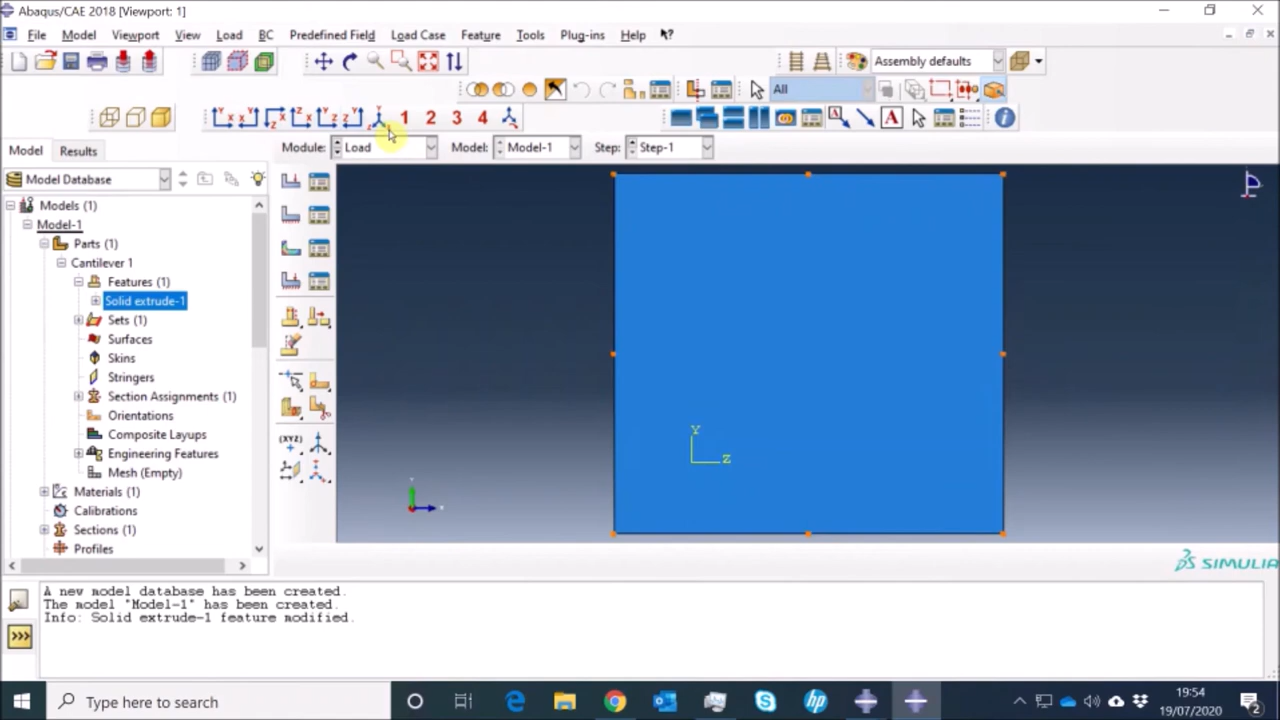 Abaqus/CAE 2018 [Viewport: 1]
File Model Viewport View Load BC Predefined Field Load Case Feature Tools Plug-ins Help
Assembly defaults
All
1 2 3 4
Model Results
Module: Load Model: Model-1 Step: Step-1
Model Database
Models (1)
Model-1
Parts (1)
Cantilever 1
Features (1)
Solid extrude-1
Sets (1)
Surfaces
Skins
Stringers
Section Assignments (1)
Orientations
Composite Layups
Engineering Features
Mesh (Empty)
Materials (1)
Calibrations
Sections (1)
Profiles
(XYZ)
Y
Z
SIMULIA
A new model database has been created.
The model "Model-1" has been created.
Info: Solid extrude-1 feature modified.
>>>
Type here to search
19:54
19/07/2020
2